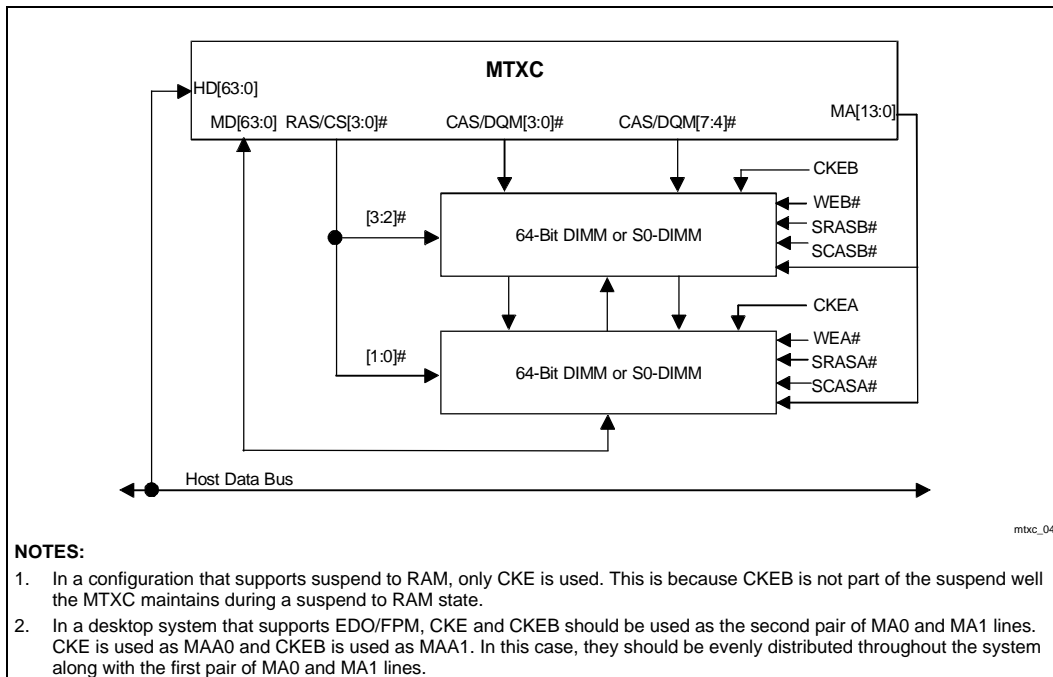 MTXC
HD[63:0]
MD[63:0] RAS/CS[3:0]# CAS/DQM[3:0]# CAS/DQM[7:4]# MA[13:0]
CKEB
[3:2]#
64-Bit DIMM or S0-DIMM
WEB#
SRASB#
SCASB#
CKEA
[1:0]#
64-Bit DIMM or S0-DIMM
WEA#
SRASA#
SCASA#
Host Data Bus
mtxc_04
NOTES:
1. In a configuration that supports suspend to RAM, only CKE is used. This is because CKEB is not part of the suspend well
the MTXC maintains during a suspend to RAM state.
2. In a desktop system that supports EDO/FPM, CKE and CKEB should be used as the second pair of MA0 and MA1 lines.
CKE is used as MAA0 and CKEB is used as MAA1. In this case, they should be evenly distributed throughout the system
along with the first pair of MA0 and MA1 lines.